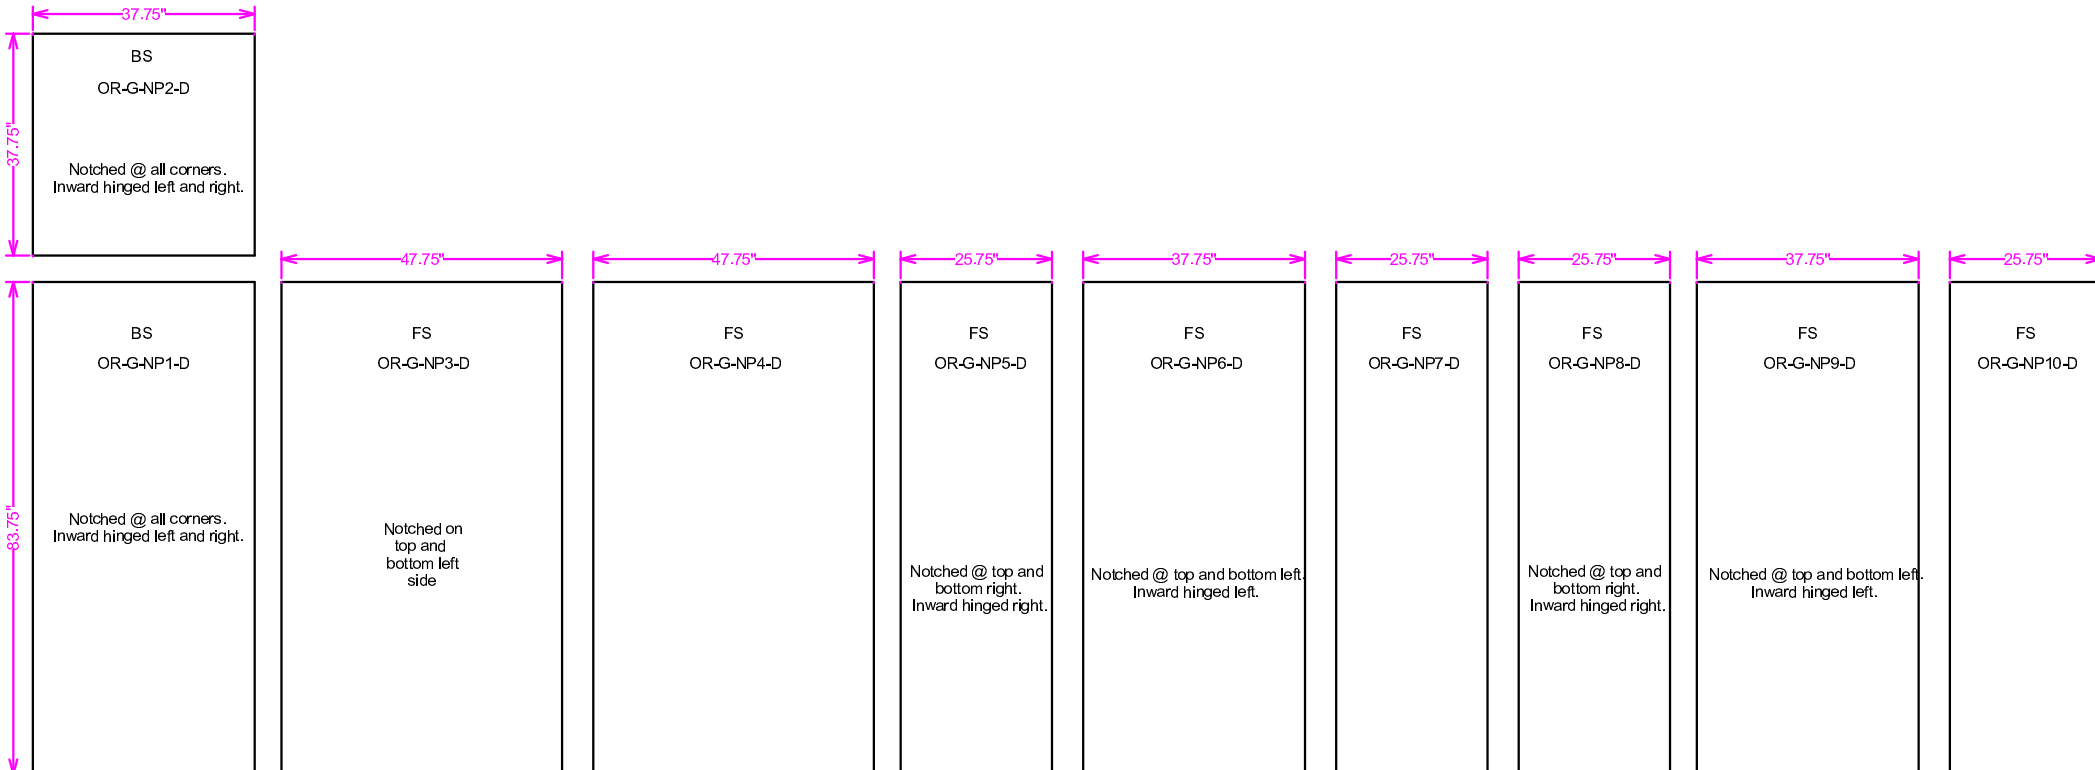 37.75"
37.75"
BS
OR-G-NP2-D
Notched @ all corners.
Inward hinged left and right.
47.75"
47.75"
25.75"
37.75"
25.75"
25.75"
37.75"
25.75"
83.75"
BS
OR-G-NP1-D
Notched @ all corners.
Inward hinged left and right.
FS
OR-G-NP3-D
Notched on
top and
bottom left
side
FS
OR-G-NP4-D
FS
OR-G-NP5-D
Notched @ top and
bottom right.
Inward hinged right.
FS
OR-G-NP6-D
Notched @ top and bottom left.
Inward hinged left.
FS
OR-G-NP7-D
FS
OR-G-NP8-D
Notched @ top and
bottom right.
Inward hinged right.
FS
OR-G-NP9-D
Notched @ top and bottom left.
Inward hinged left.
FS
OR-G-NP10-D